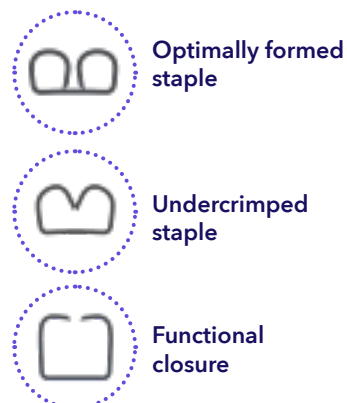 Optimally formed
staple
Undercrimped
staple
Functional
closure